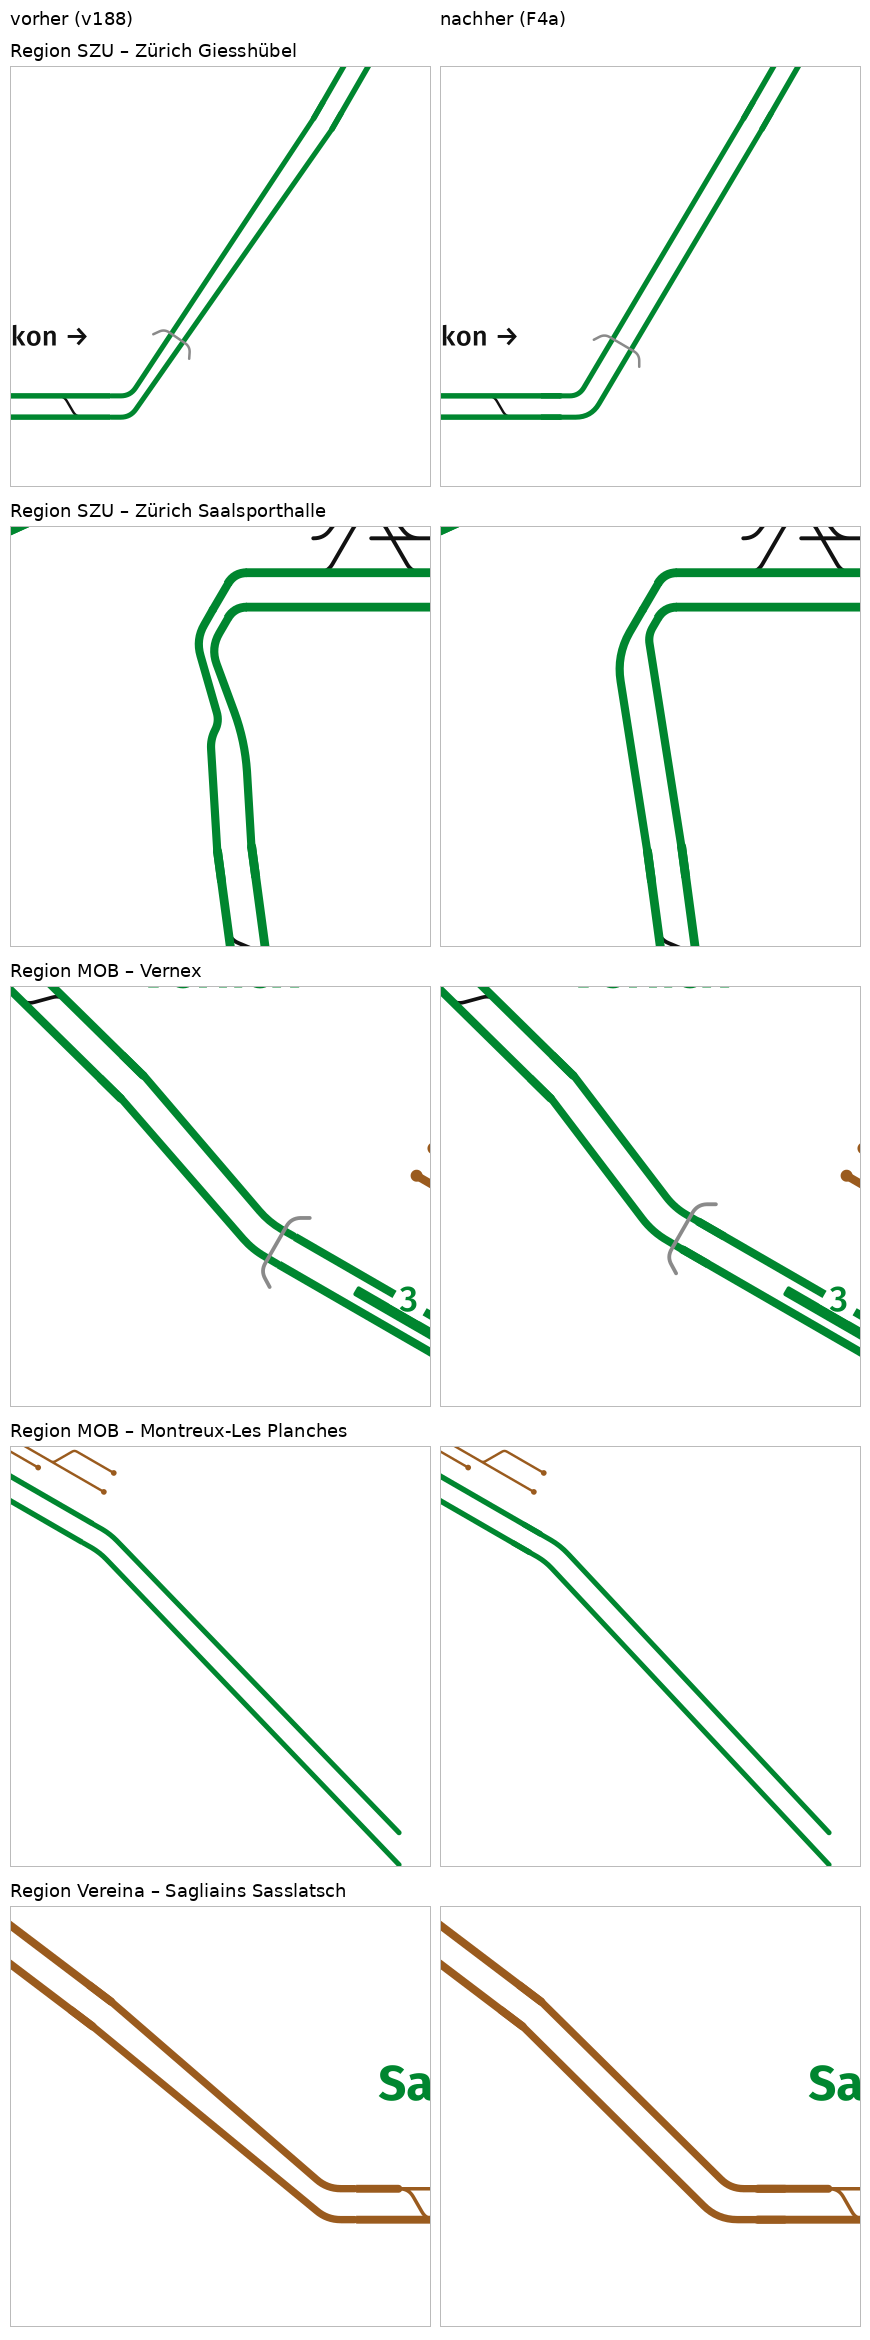 vorher (v188)
nachher (F4a)
Region SZU – Zürich Giesshübel
kon →
kon →
Region SZU – Zürich Saalsporthalle
Region MOB – Vernex
3
3
Region MOB – Montreux-Les Planches
Region Vereina – Sagliains Sasslatsch
Sa
Sa